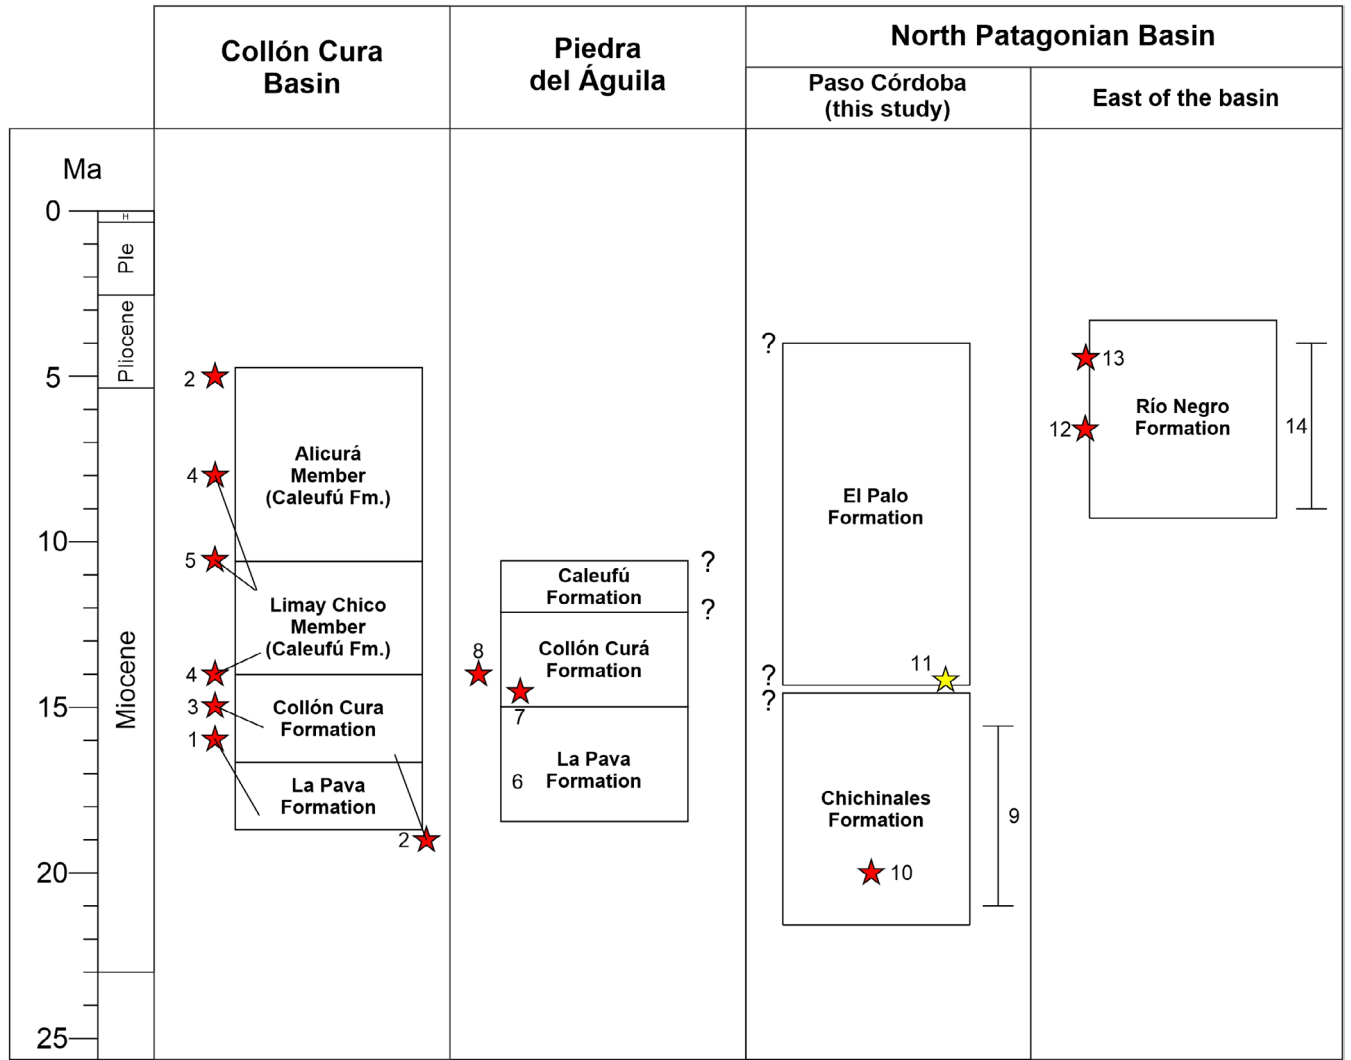 Collón Cura
Basin
Piedra
del Águila
North Patagonian Basin
Paso Córdoba
(this study)
East of the basin
Ma
0
5
10
15
20
25
H
Ple
Pliocene
Miocene
2
4
5
4
3
1
2
Alicurá
Member
(Caleufú Fm.)
Limay Chico
Member
(Caleufú Fm.)
Collón Cura
Formation
La Pava
Formation
8
7
6
Caleufú
Formation
?
?
Collón Curá
Formation
La Pava
Formation
?
El Palo
Formation
?
11
?
Chichinales
Formation
10
9
13
12
Río Negro
Formation
14